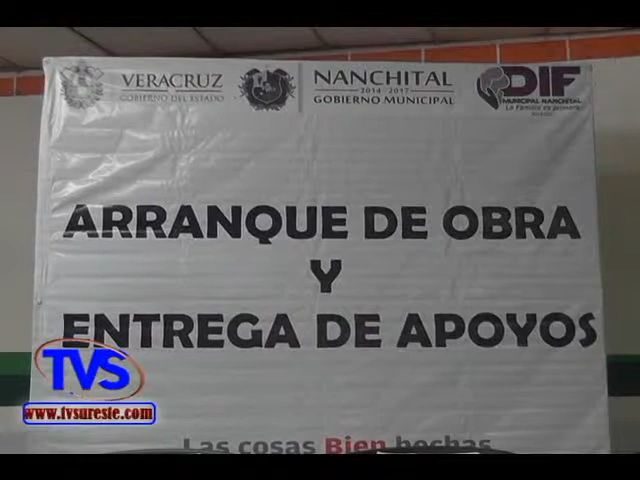 VERACRUZ
GOBIERNO DEL ESTADO
NANCHITAL
2014 - 2017
GOBIERNO MUNICIPAL
DIF
MUNICIPAL NANCHITAL
La Familia es primero
ARRANQUE DE OBRA
Y
ENTREGA DE APOYOS
TVS
www.tvsureste.com
Las cosas Bien hechas